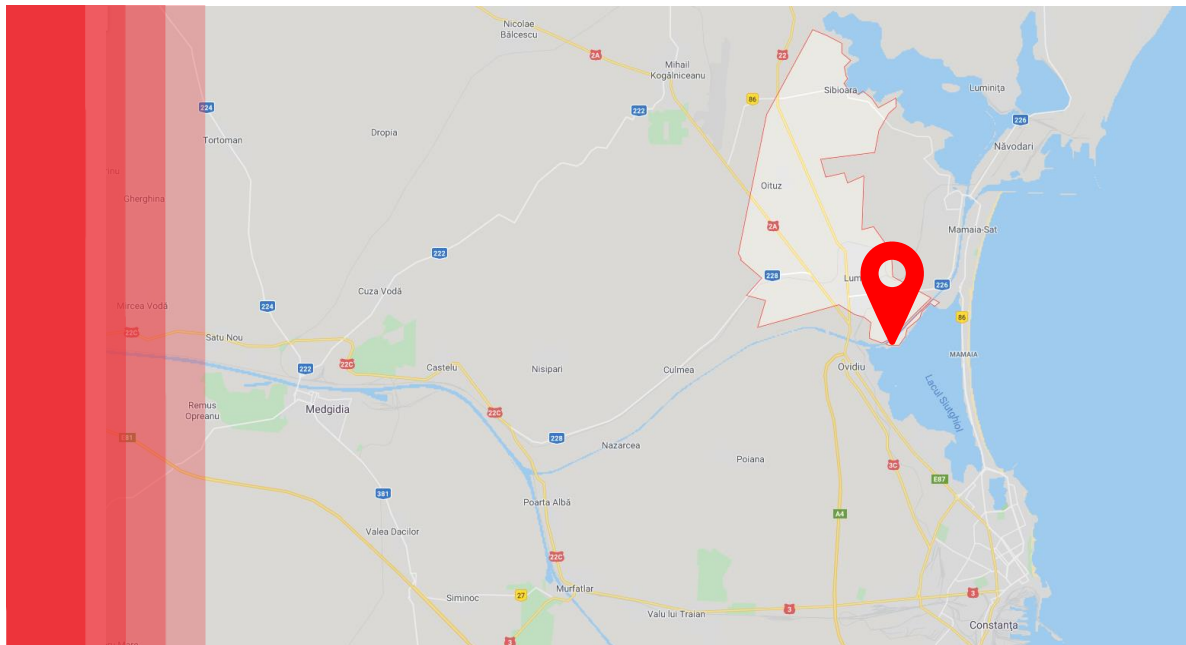 Nicolae
Bălcescu
2A
22
Mihail
Kogălniceanu
86
Sibioara
Luminița
224
222
226
Tortoman
Dropia
Năvodari
Oituz
Gherghina
2A
Mamaia-Sat
222
228
Lum
226
Cuza Vodă
Mircea Vodă
224
86
22C
Satu Nou
MAMAIA
222
22C
Castelu
Nisipari
Culmea
Ovidiu
Lacul Siutghiol
Remus
Opreanu
Medgidia
22C
E81
228
Nazarcea
Poiana
3C
E87
381
Poarta Albă
A4
Valea Dacilor
22C
Murfatlar
Siminoc
27
3
Valu lui Traian
3
Constanța
3